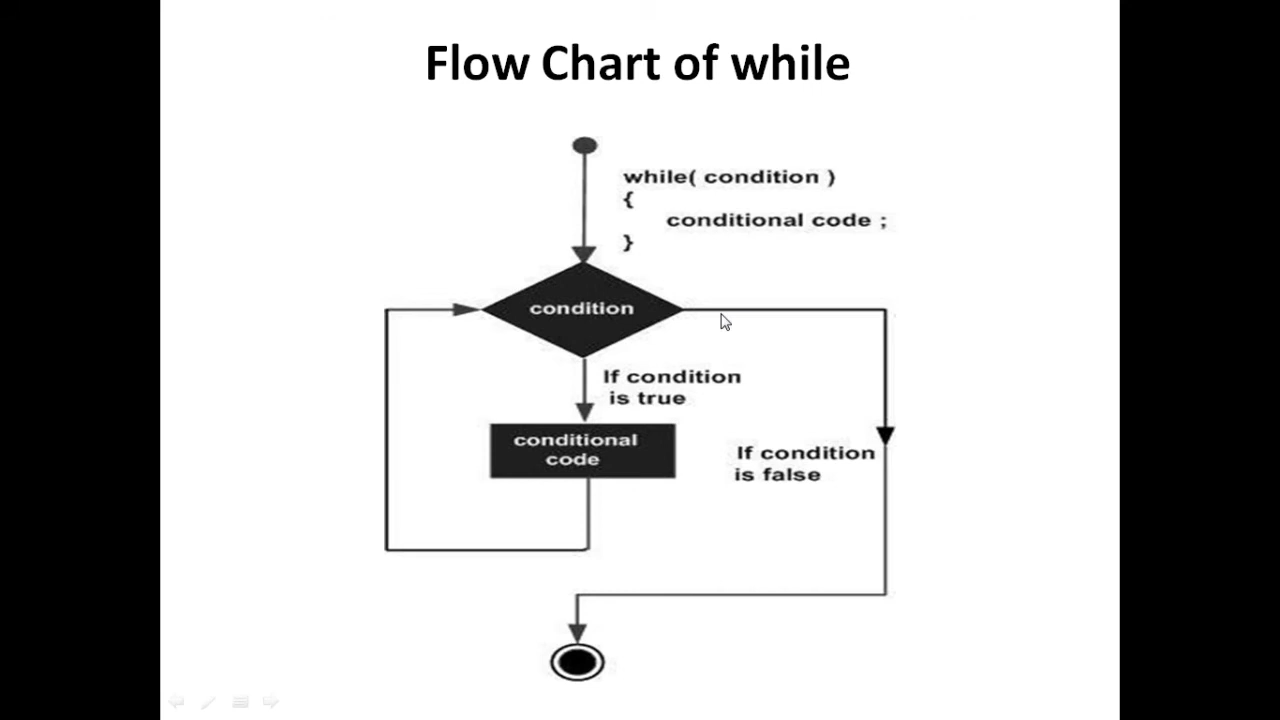 Flow Chart of while
while( condition )
{
conditional code ;
}
condition
If condition
is true
conditional
code
If condition
is false